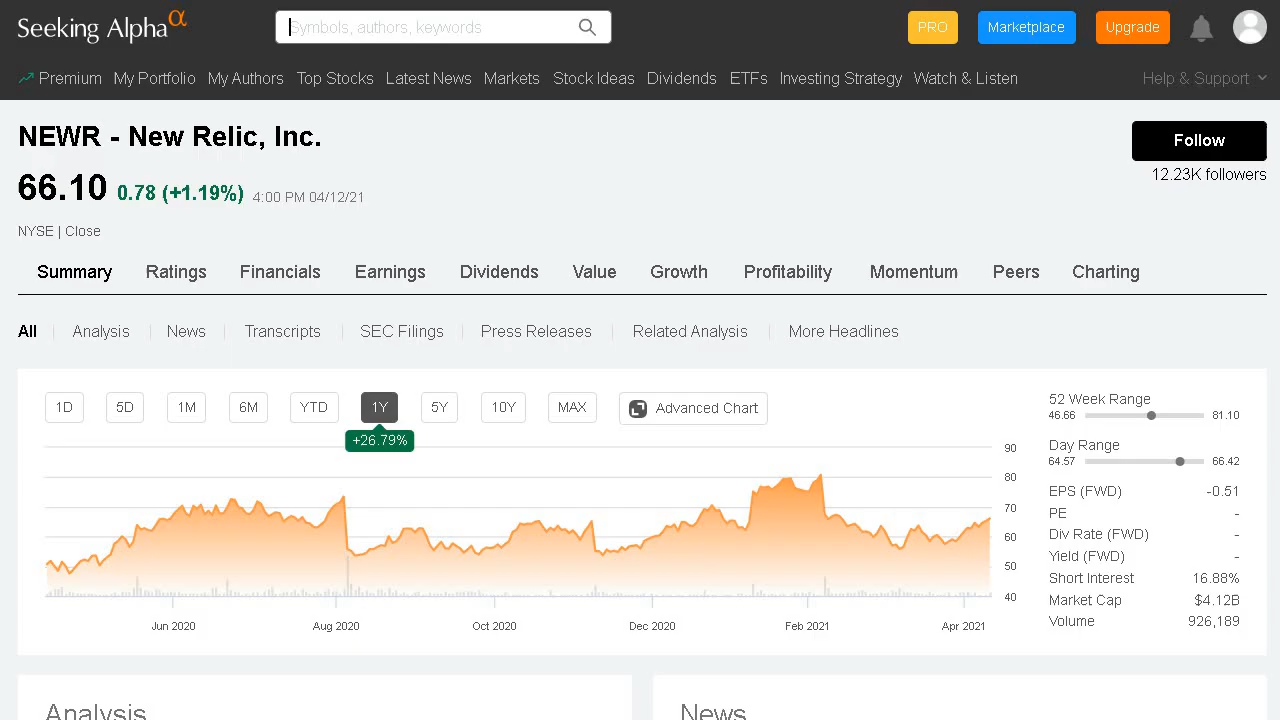 Seeking Alpha α
Symbols, authors, keywords
PRO
Marketplace
Upgrade
Premium My Portfolio My Authors Top Stocks Latest News Markets Stock Ideas Dividends ETFs Investing Strategy Watch & Listen Help & Support
NEWR - New Relic, Inc.
Follow
66.10 0.78 (+1.19%) 4:00 PM 04/12/21
12.23K followers
NYSE | Close
Summary Ratings Financials Earnings Dividends Value Growth Profitability Momentum Peers Charting
All Analysis News Transcripts SEC Filings Press Releases Related Analysis More Headlines
1D 5D 1M 6M YTD 1Y 5Y 10Y MAX Advanced Chart
+26.79%
90
80
70
60
50
40
Jun 2020 Aug 2020 Oct 2020 Dec 2020 Feb 2021 Apr 2021
52 Week Range
46.66 81.10
Day Range
64.57 66.42
EPS (FWD) -0.51
PE -
Div Rate (FWD) -
Yield (FWD) -
Short Interest 16.88%
Market Cap $4.12B
Volume 926,189
Analysis
News